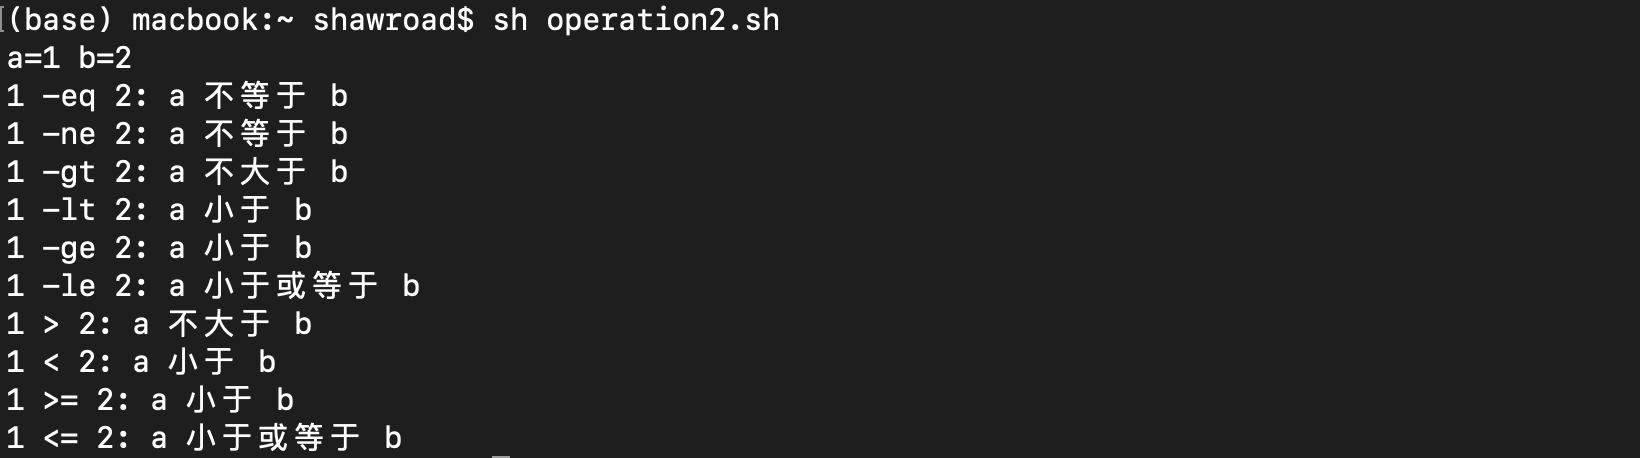 (base) macbook:~ shawroad$ sh operation2.sh
a=1 b=2
1 -eq 2: a 不等于 b
1 -ne 2: a 不等于 b
1 -gt 2: a 不大于 b
1 -lt 2: a 小于 b
1 -ge 2: a 小于 b
1 -le 2: a 小于或等于 b
1 > 2: a 不大于 b
1 < 2: a 小于 b
1 >= 2: a 小于 b
1 <= 2: a 小于或等于 b